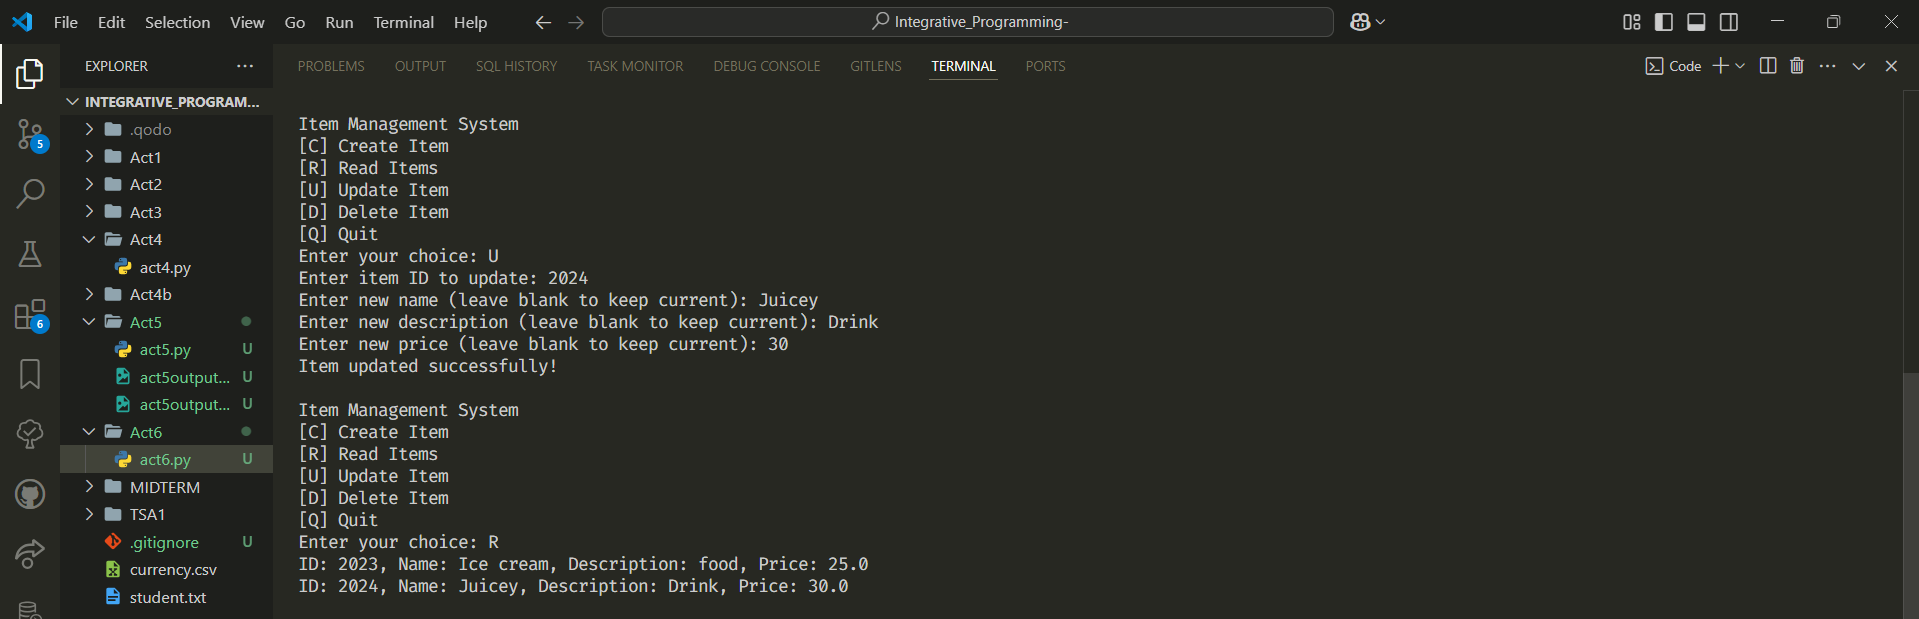 File Edit Selection View Go Run Terminal Help
Integrative_Programming-
EXPLORER
INTEGRATIVE_PROGRAM...
.qodo
Act1
Act2
Act3
Act4
act4.py
Act4b
Act5
act5.py U
act5output... U
act5output... U
Act6
act6.py U
MIDTERM
TSA1
.gitignore U
currency.csv
student.txt
5
6
PROBLEMS OUTPUT SQL HISTORY TASK MONITOR DEBUG CONSOLE GITLENS TERMINAL PORTS
Code
Item Management System
[C] Create Item
[R] Read Items
[U] Update Item
[D] Delete Item
[Q] Quit
Enter your choice: U
Enter item ID to update: 2024
Enter new name (leave blank to keep current): Juicey
Enter new description (leave blank to keep current): Drink
Enter new price (leave blank to keep current): 30
Item updated successfully!
Item Management System
[C] Create Item
[R] Read Items
[U] Update Item
[D] Delete Item
[Q] Quit
Enter your choice: R
ID: 2023, Name: Ice cream, Description: food, Price: 25.0
ID: 2024, Name: Juicey, Description: Drink, Price: 30.0